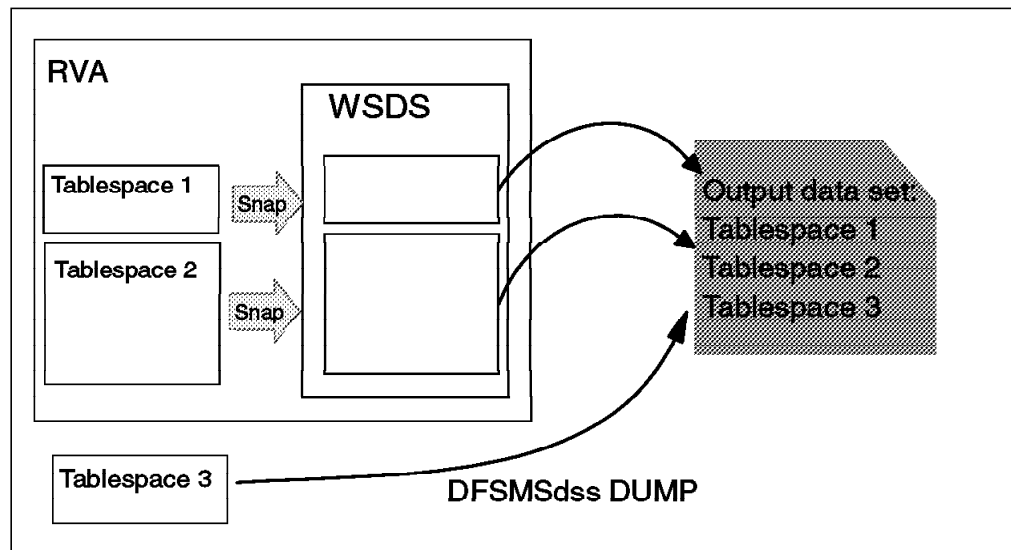 RVA
WSDS
Tablespace 1
Snap
Tablespace 2
Snap
Output data set:
Tablespace 1
Tablespace 2
Tablespace 3
Tablespace 3
DFSMSdss DUMP